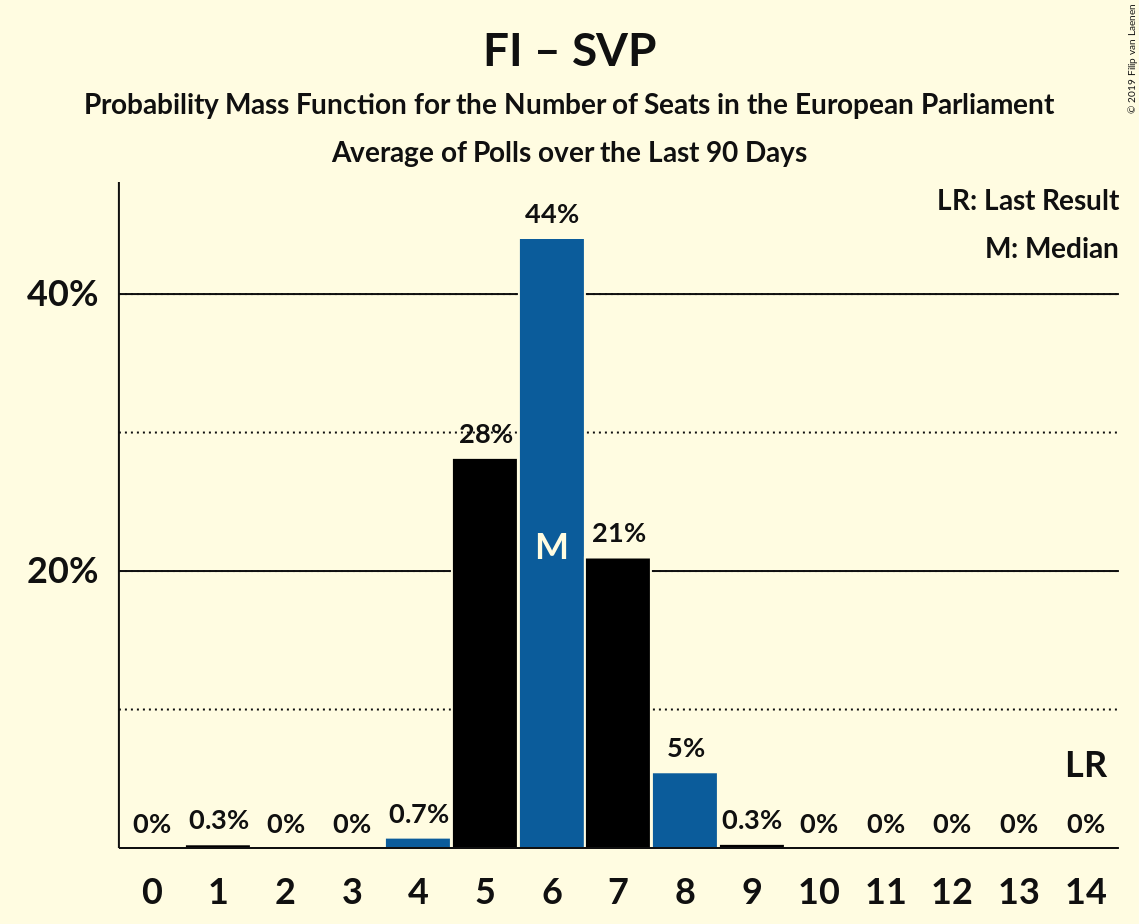 FI – SVP
Probability Mass Function for the Number of Seats in the European Parliament
Average of Polls over the Last 90 Days
© 2019 Filip van Laenen
LR: Last Result
M: Median
44%
40%
28%
M
21%
20%
5%
LR
0% 0.3% 0% 0% 0.7% 0.3% 0% 0% 0% 0% 0%
0 1 2 3 4 5 6 7 8 9 10 11 12 13 14